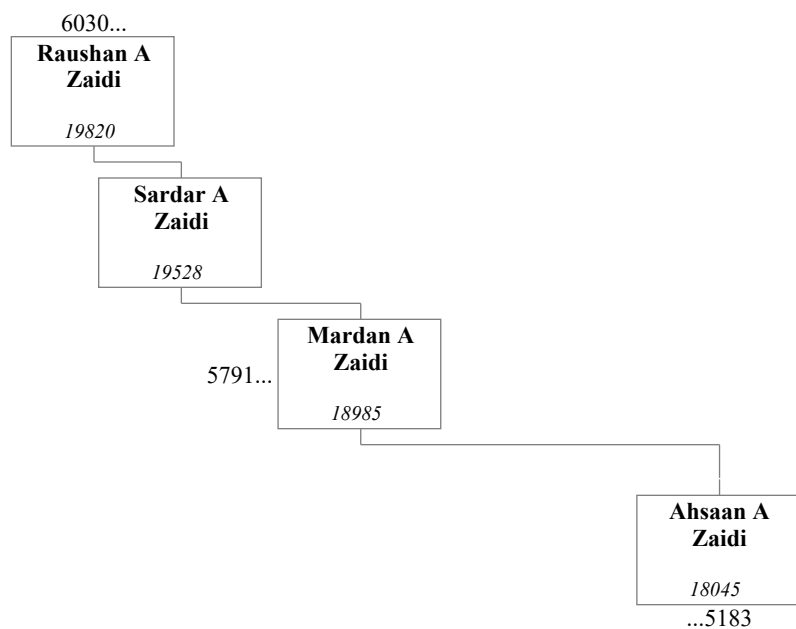 6030...
Raushan A
Zaidi
19820
Sardar A
Zaidi
19528
Mardan A
Zaidi
5791...
18985
Ahsaan A
Zaidi
18045
...5183